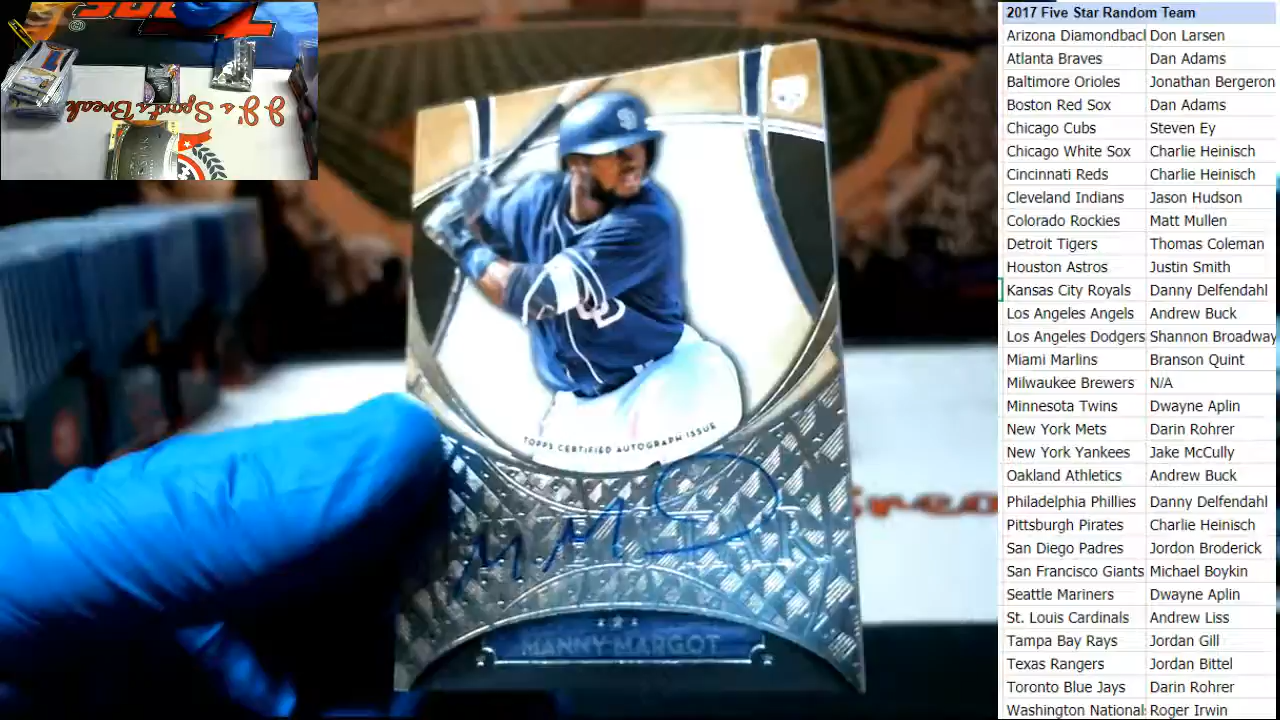 J.J.'s Sports Break
SD
TOPPS CERTIFIED AUTOGRAPH ISSUE
MANNY MARGOT
2017 Five Star Random Team
Arizona Diamondbacl Don Larsen
Atlanta Braves Dan Adams
Baltimore Orioles Jonathan Bergeron
Boston Red Sox Dan Adams
Chicago Cubs Steven Ey
Chicago White Sox Charlie Heinisch
Cincinnati Reds Charlie Heinisch
Cleveland Indians Jason Hudson
Colorado Rockies Matt Mullen
Detroit Tigers Thomas Coleman
Houston Astros Justin Smith
Kansas City Royals Danny Delfendahl
Los Angeles Angels Andrew Buck
Los Angeles Dodgers Shannon Broadway
Miami Marlins Branson Quint
Milwaukee Brewers N/A
Minnesota Twins Dwayne Aplin
New York Mets Darin Rohrer
New York Yankees Jake McCully
Oakland Athletics Andrew Buck
Philadelphia Phillies Danny Delfendahl
Pittsburgh Pirates Charlie Heinisch
San Diego Padres Jordon Broderick
San Francisco Giants Michael Boykin
Seattle Mariners Dwayne Aplin
St. Louis Cardinals Andrew Liss
Tampa Bay Rays Jordan Gill
Texas Rangers Jordan Bittel
Toronto Blue Jays Darin Rohrer
Washington National: Roger Irwin